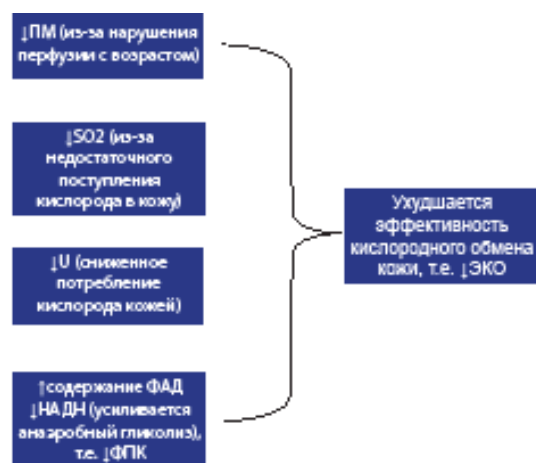 ↓ПМ (из-за нарушения
перфузии с возрастом)
↓SO2 (из-за
недостаточного
поступления
кислорода в кожу)
↓U (сниженное
потребление
кислорода кожей)
↑содержание ФАД
↓НАДН (усиливается
анаэробный гликолиз),
т.е. ↓ФПК
Ухудшается
эффективность
кислородного обмена
кожи, т.е. ↓ЭКО